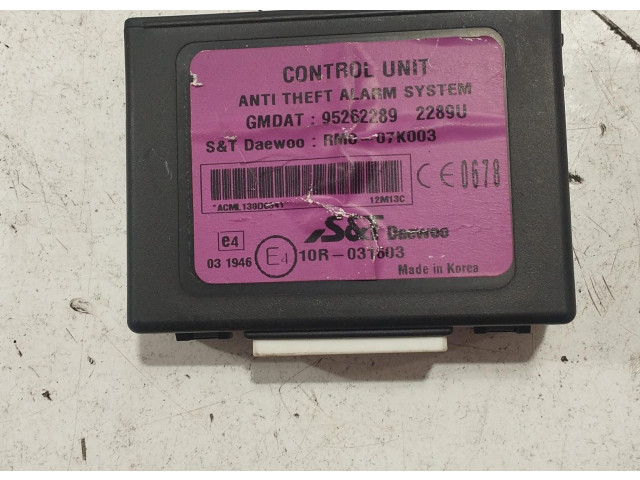 CONTROL UNIT
ANTI THEFT ALARM SYSTEM
GMDAT : 95262289 2289U
S&T Daewoo : RMC-07K003
12M13C
CE 0678
S&T Daewoo
e4
03 1946 E4 10R-031603
Made in Korea